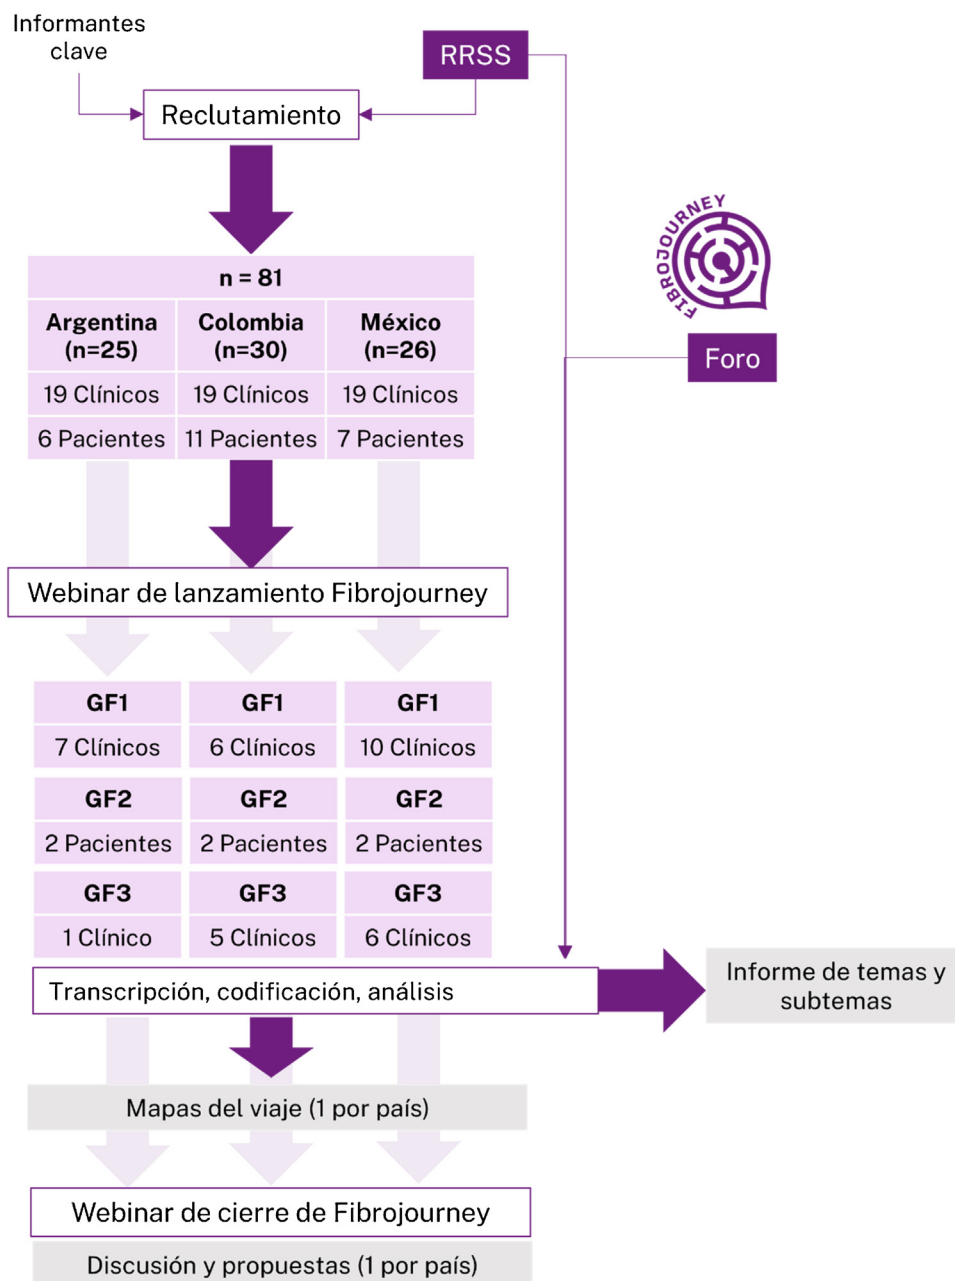 Informantes
clave
RRSS
Reclutamiento
FIBROJOURNEY
n = 81
Argentina
(n=25)
Colombia
(n=30)
México
(n=26)
19 Clínicos
19 Clínicos
19 Clínicos
6 Pacientes
11 Pacientes
7 Pacientes
Foro
Webinar de lanzamiento Fibrojourney
GF1
GF1
GF1
7 Clínicos
6 Clínicos
10 Clínicos
GF2
GF2
GF2
2 Pacientes
2 Pacientes
2 Pacientes
GF3
GF3
GF3
1 Clínico
5 Clínicos
6 Clínicos
Transcripción, codificación, análisis
Informe de temas y
subtemas
Mapas del viaje (1 por país)
Webinar de cierre de Fibrojourney
Discusión y propuestas (1 por país)